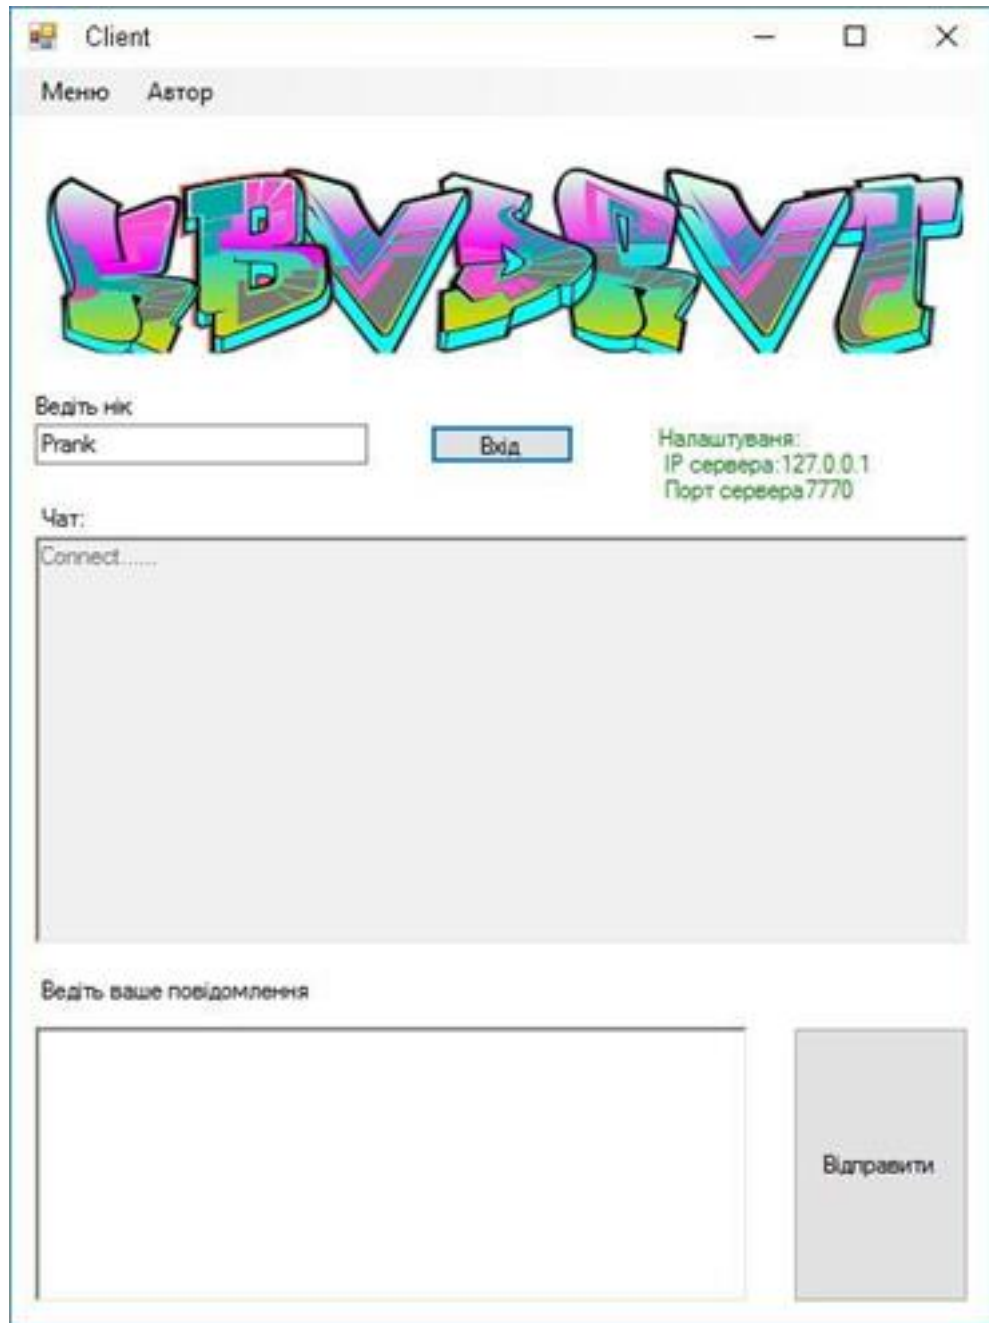 Client
Меню Автор
КВУДРУТ
Ведіть нік
Prank
Вхід
Налаштуваня:
IP сервера:127.0.0.1
Порт сервера7770
Чат:
Connect......
Ведіть ваше повідомлення
Відправити